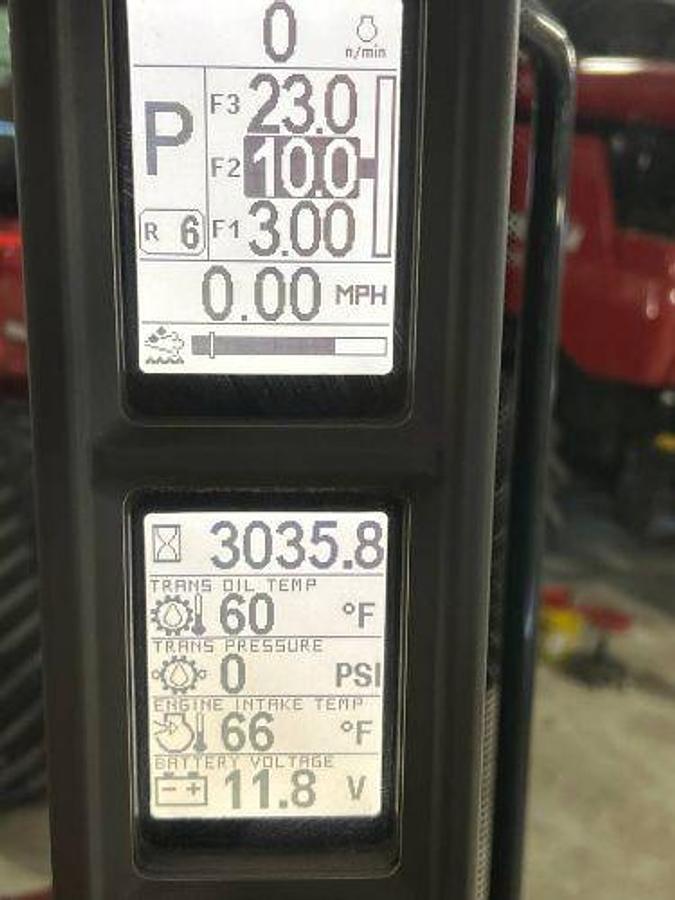 0 n/min
F3 23.0
P F2 10.0
R 6 F1 3.00
0.00 MPH
3035.8
TRANS OIL TEMP
60 °F
TRANS PRESSURE
0 PSI
ENGINE INTAKE TEMP
66 °F
BATTERY VOLTAGE
11.8 V